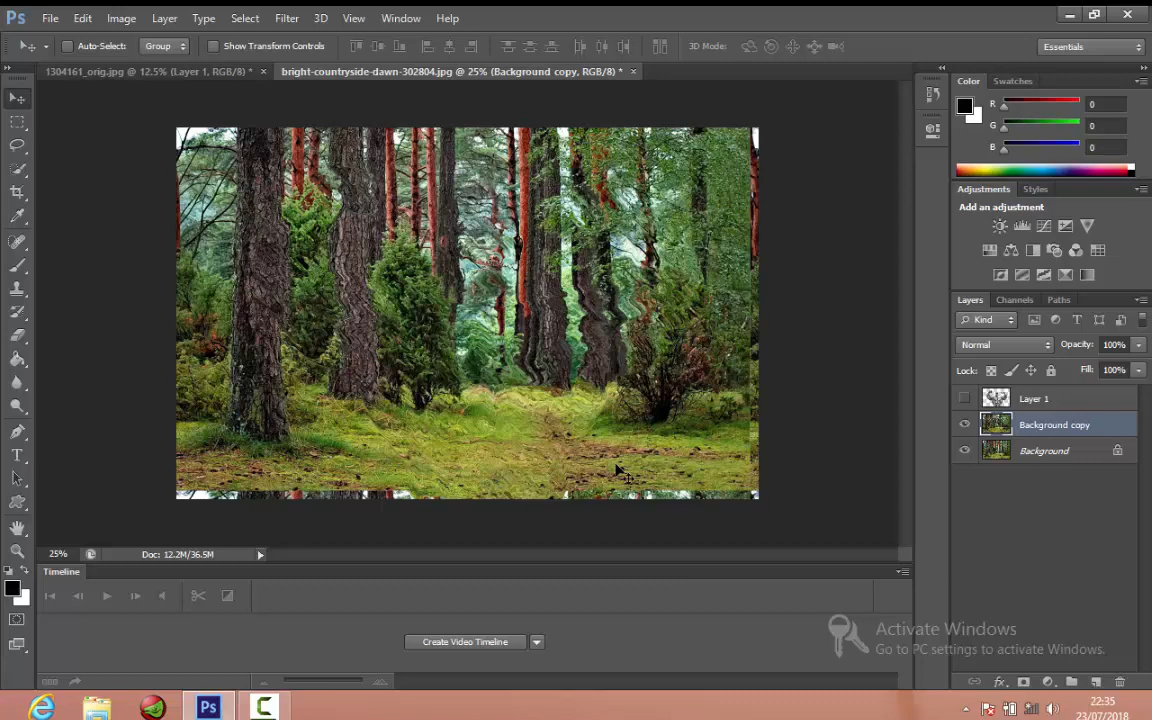 Ps File Edit Image Layer Type Select Filter 3D View Window Help
Auto-Select: Group Show Transform Controls 3D Mode: Essentials
1304161_orig.jpg @ 12.5% (Layer 1, RGB/8) * × bright-countryside-dawn-302804.jpg @ 25% (Background copy, RGB/8) * ×
Color Swatches
R 0
G 0
B 0
Adjustments Styles
Add an adjustment
Layers Channels Paths
Kind
Normal Opacity: 100%
Lock: Fill: 100%
Layer 1
Background copy
Background
25% Doc: 12.2M/36.5M
Timeline
Create Video Timeline
Activate Windows
Go to PC settings to activate Windows.
Ps
22:35
23/07/2018